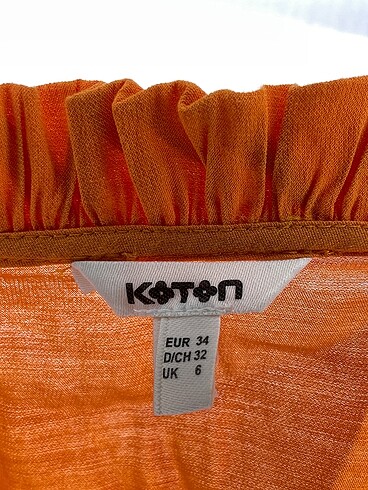 KOTON
EUR 34
D/CH 32
UK 6